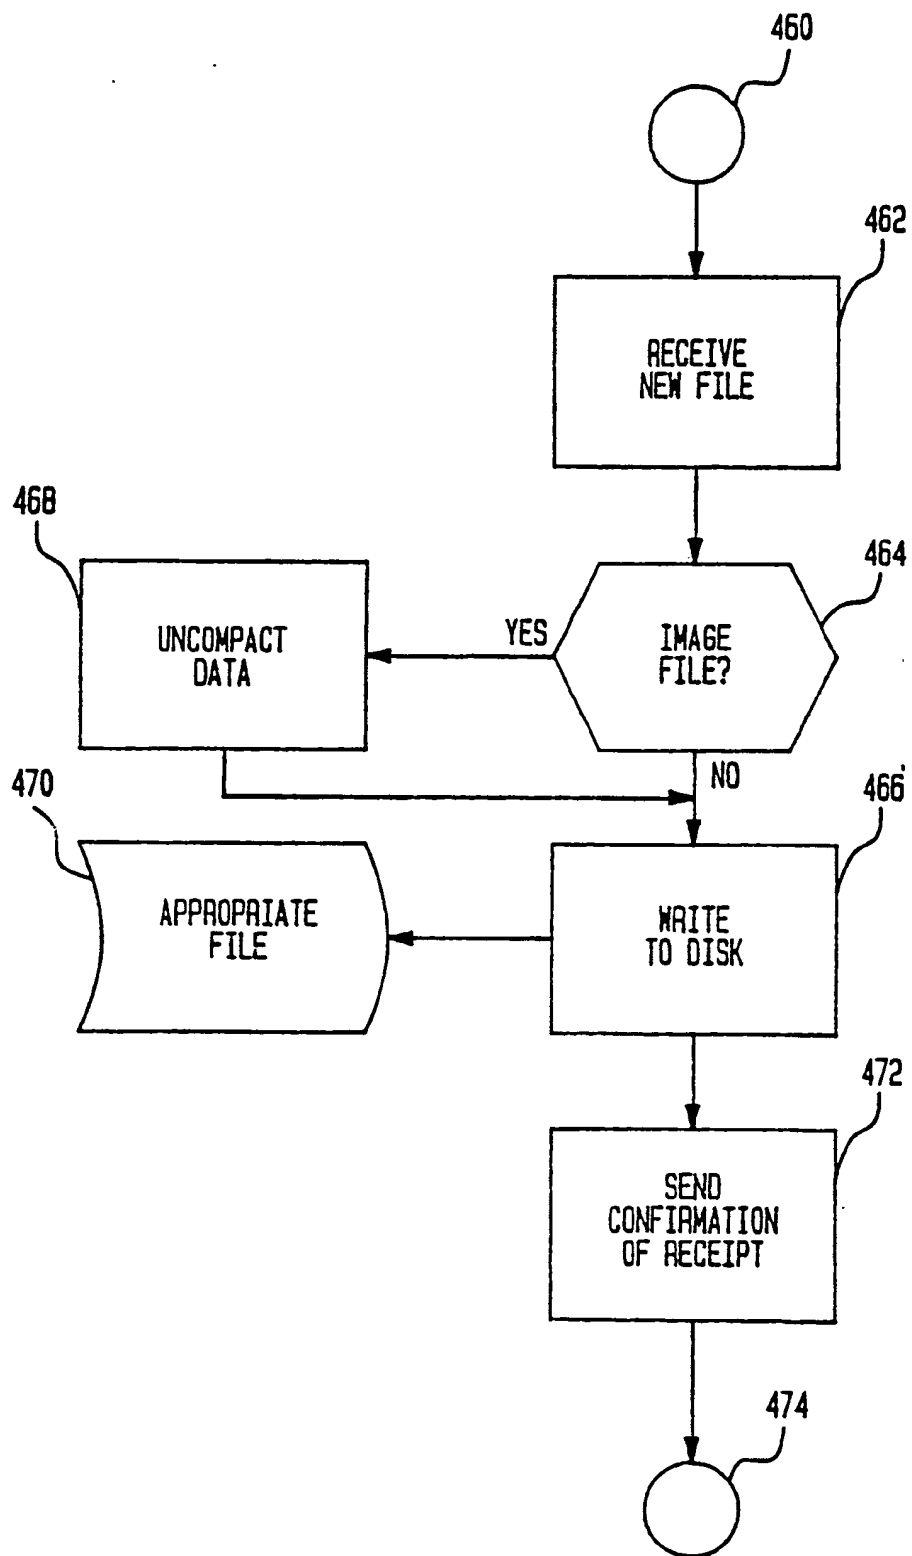 460
462
RECEIVE
NEW FILE
468
464
UNCOMPACT
DATA
YES
IMAGE
FILE?
NO
470
466
APPROPRIATE
FILE
WRITE
TO DISK
472
SEND
CONFIRMATION
OF RECEIPT
474